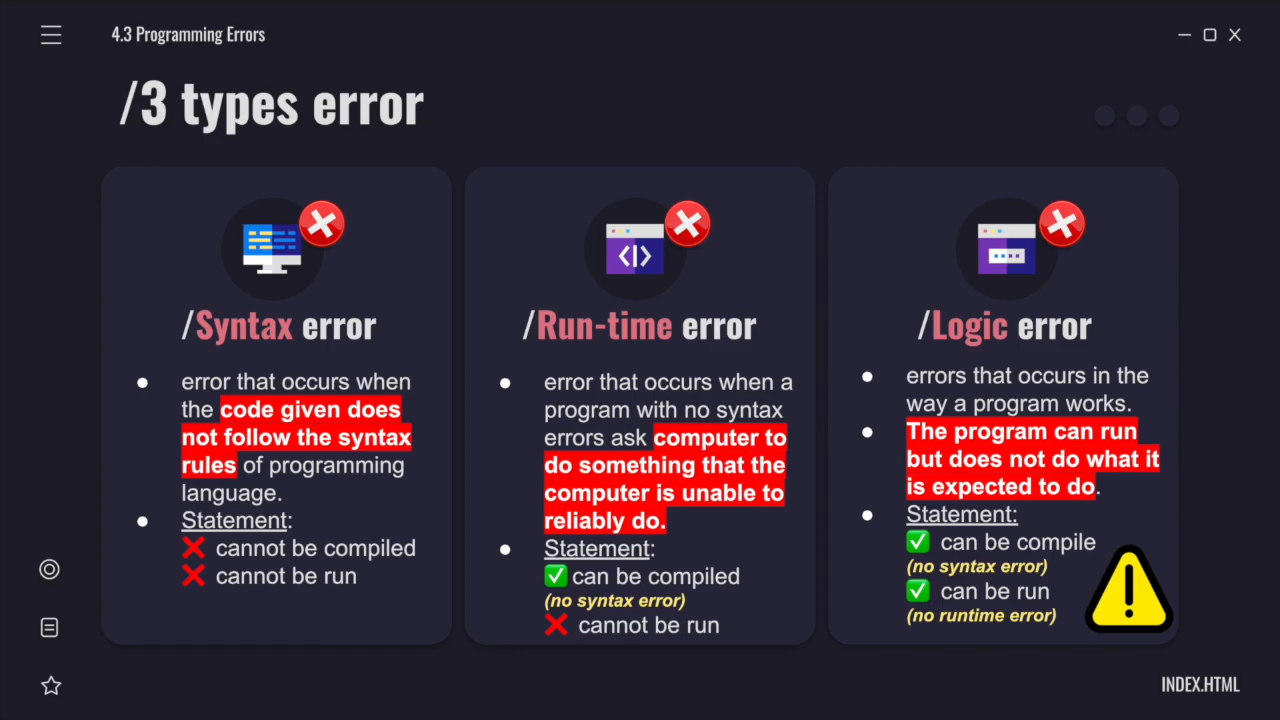 4.3 Programming Errors
/3 types error
/Syntax error
● error that occurs when
the code given does
not follow the syntax
rules of programming
language.
● Statement:
❌ cannot be compiled
❌ cannot be run
/Run-time error
● error that occurs when a
program with no syntax
errors ask computer to
do something that the
computer is unable to
reliably do.
● Statement:
✅ can be compiled
(no syntax error)
❌ cannot be run
/Logic error
● errors that occurs in the
way a program works.
● The program can run
but does not do what it
is expected to do.
● Statement:
✅ can be compile
(no syntax error)
✅ can be run
(no runtime error)
INDEX.HTML